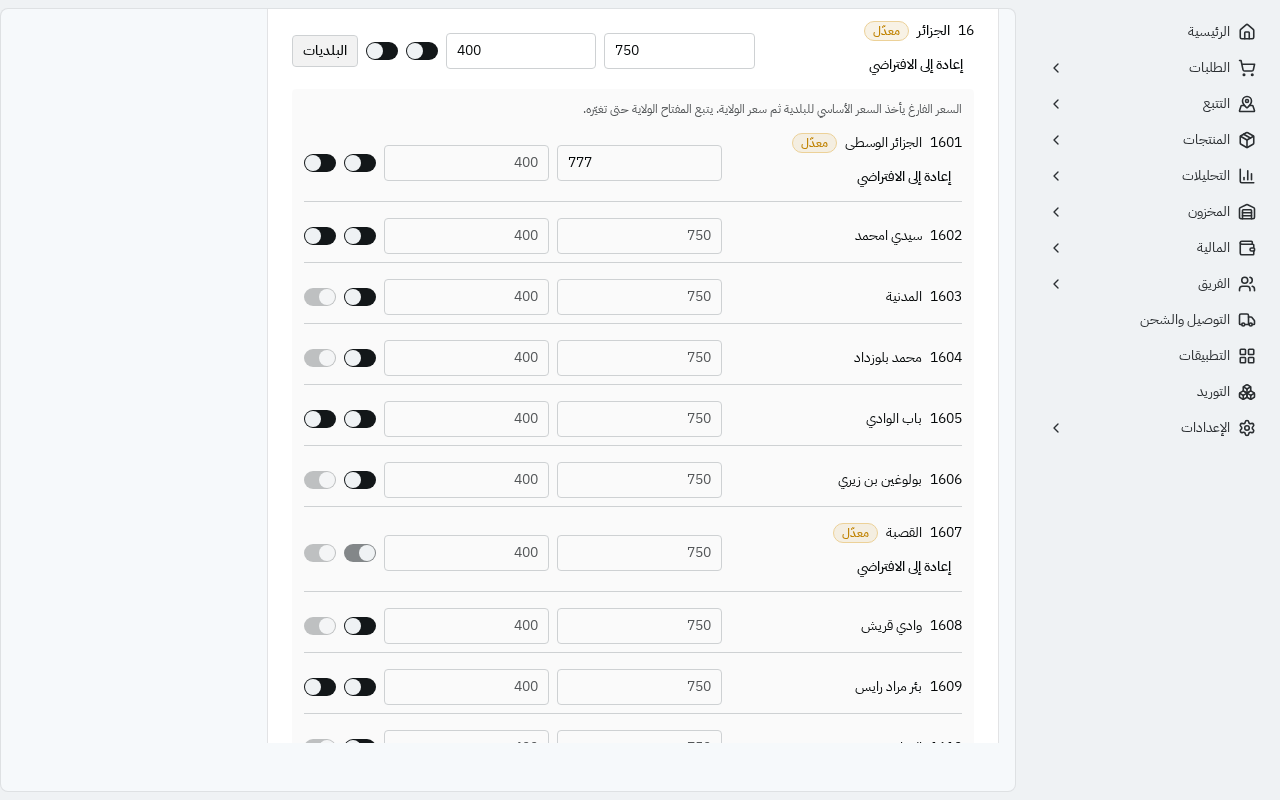 الرئيسية
الطلبات
التتبع
المنتجات
التحليلات
المخزون
المالية
الفريق
التوصيل والشحن
التطبيقات
التوريد
الإعدادات
16 الجزائر معدّل
إعادة إلى الافتراضي
750 400 البلديات
السعر الفارغ يأخذ السعر الأساسي للبلدية ثم سعر الولاية. يتبع المفتاح الولاية حتى تغيّره.
1601 الجزائر الوسطى معدّل
إعادة إلى الافتراضي
777 400
1602 سيدي امحمد 750 400
1603 المدنية 750 400
1604 محمد بلوزداد 750 400
1605 باب الوادي 750 400
1606 بولوغين بن زيري 750 400
1607 القصبة معدّل
إعادة إلى الافتراضي
750 400
1608 وادي قريش 750 400
1609 بئر مراد رايس 750 400